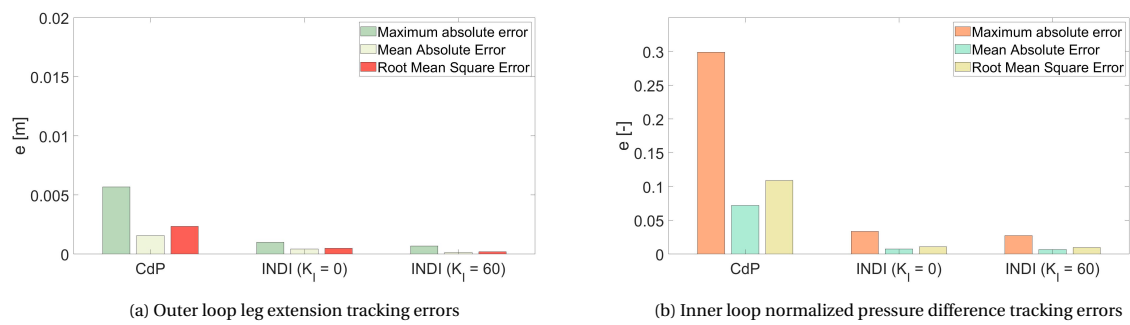 0.02
0.015
0.01
0.005
0
e [m]
Maximum absolute error
Mean Absolute Error
Root Mean Square Error
CdP
INDI (K_I = 0)
INDI (K_I = 60)
(a) Outer loop leg extension tracking errors
0.3
0.25
0.2
0.15
0.1
0.05
0
e [-]
Maximum absolute error
Mean Absolute Error
Root Mean Square Error
CdP
INDI (K_I = 0)
INDI (K_I = 60)
(b) Inner loop normalized pressure difference tracking errors